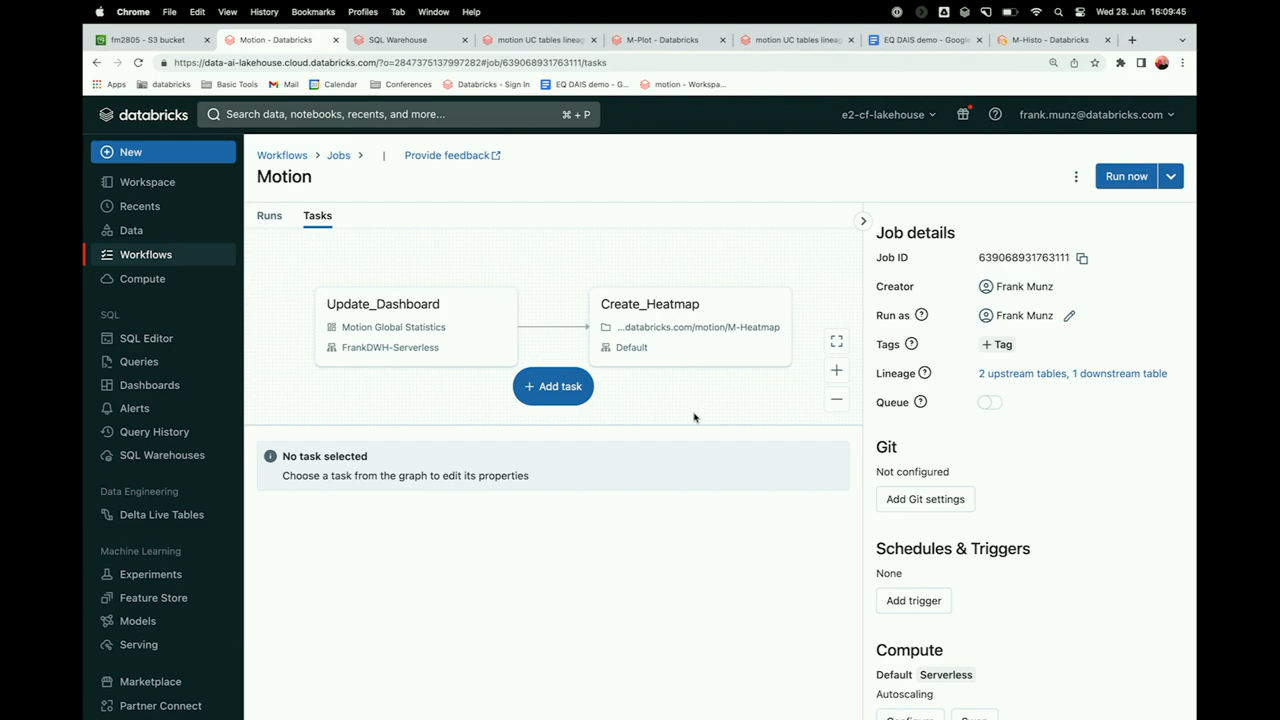 Chrome File Edit View History Bookmarks Profiles Tab Window Help Wed 28. Jun 16:09:45
fm2805 - S3 bucket Motion - Databricks SQL Warehouse motion UC tables lineag M-Plot - Databricks motion UC tables lineag EQ DAIS demo - Google M-Histo - Databricks
https://data-ai-lakehouse.cloud.databricks.com/?o=2847375137997282#job/639068931763111/tasks
Apps databricks Basic Tools Mail Calendar Conferences Databricks - Sign In EQ DAIS demo - G... motion - Workspa...
databricks Search data, notebooks, recents, and more... ⌘ + P e2-cf-lakehouse frank.munz@databricks.com
New
Workspace
Recents
Data
Workflows
Compute
SQL
SQL Editor
Queries
Dashboards
Alerts
Query History
SQL Warehouses
Data Engineering
Delta Live Tables
Machine Learning
Experiments
Feature Store
Models
Serving
Marketplace
Partner Connect
Workflows > Jobs > | Provide feedback
Motion
Run now
Runs Tasks
Update_Dashboard
Motion Global Statistics
FrankDWH-Serverless
Create_Heatmap
...databricks.com/motion/M-Heatmap
Default
+ Add task
No task selected
Choose a task from the graph to edit its properties
Job details
Job ID 639068931763111
Creator Frank Munz
Run as Frank Munz
Tags + Tag
Lineage 2 upstream tables, 1 downstream table
Queue
Git
Not configured
Add Git settings
Schedules & Triggers
None
Add trigger
Compute
Default Serverless
Autoscaling